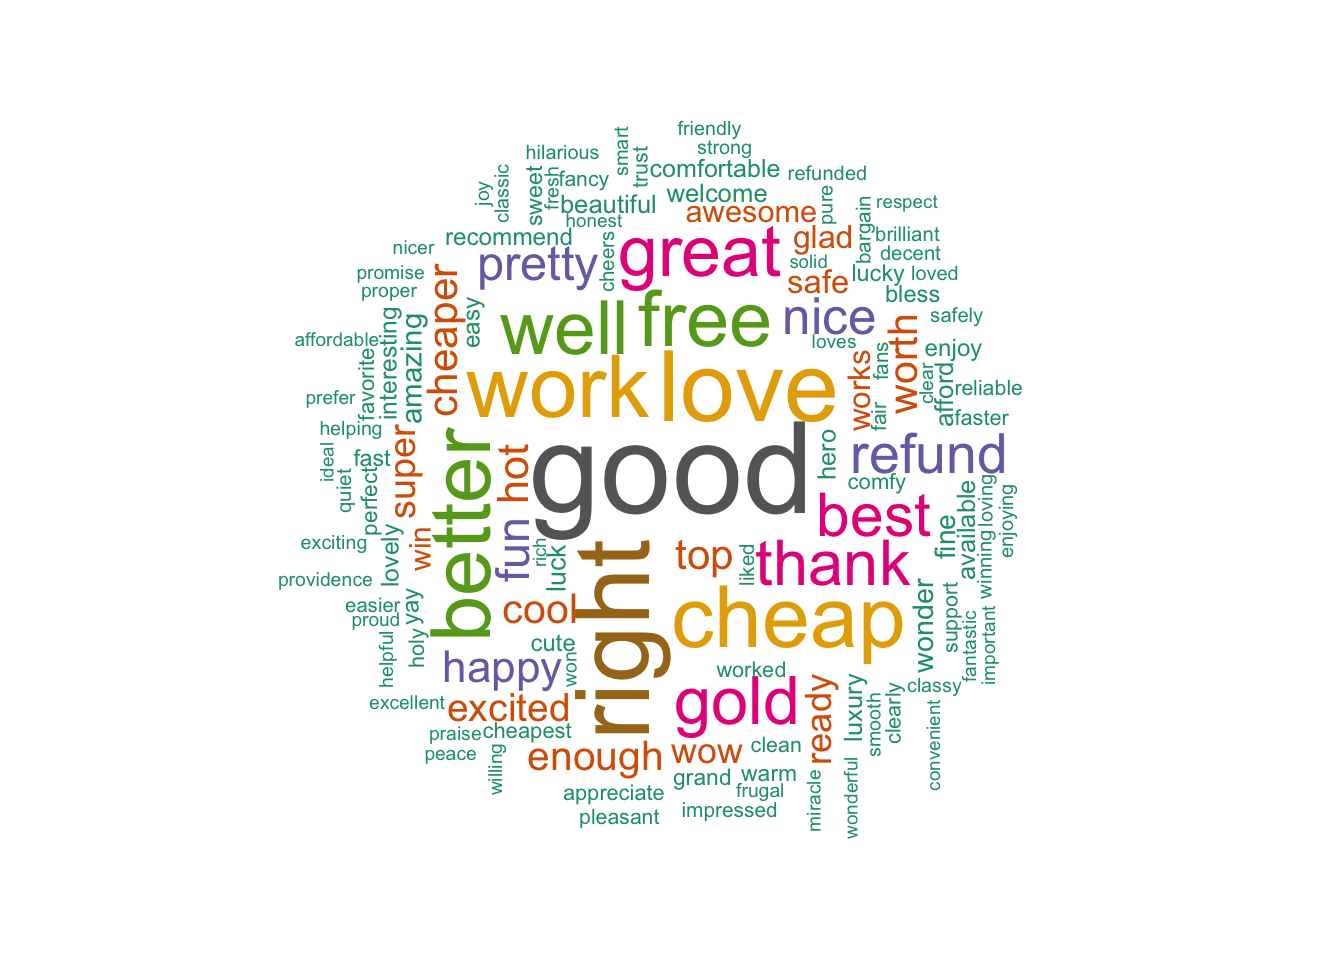 friendly
strong
smart
hilarious
trust
comfortable
refunded
joy
classic
sweet
fresh
fancy
welcome
pure
beautiful
awesome
respect
honest
bargain
recommend
cheers
great
glad
brilliant
nicer
pretty
solid
decent
promise
lucky
loved
proper
cheaper
safe
bless
easy
well
free
nice
safely
affordable
interesting
amazing
loves
worth
favorite
works
fans
enjoy
work
love
clear
afford
reliable
prefer
fair
faster
helping
super
better
hot
good
hero
refund
ideal
fast
quiet
perfect
comfy
best
available
winning
loving
enjoying
fine
exciting
lovely
win
fun
rich
luck
right
top
liked
thank
providence
easier
yay
cool
cheap
wonder
support
fantastic
important
proud
holy
helpful
cute
won
happy
worked
classy
excellent
excited
gold
ready
luxury
smooth
clearly
convenient
praise
cheapest
peace
willing
enough
wow
clean
grand
warm
frugal
miracle
wonderful
appreciate
pleasant
impressed